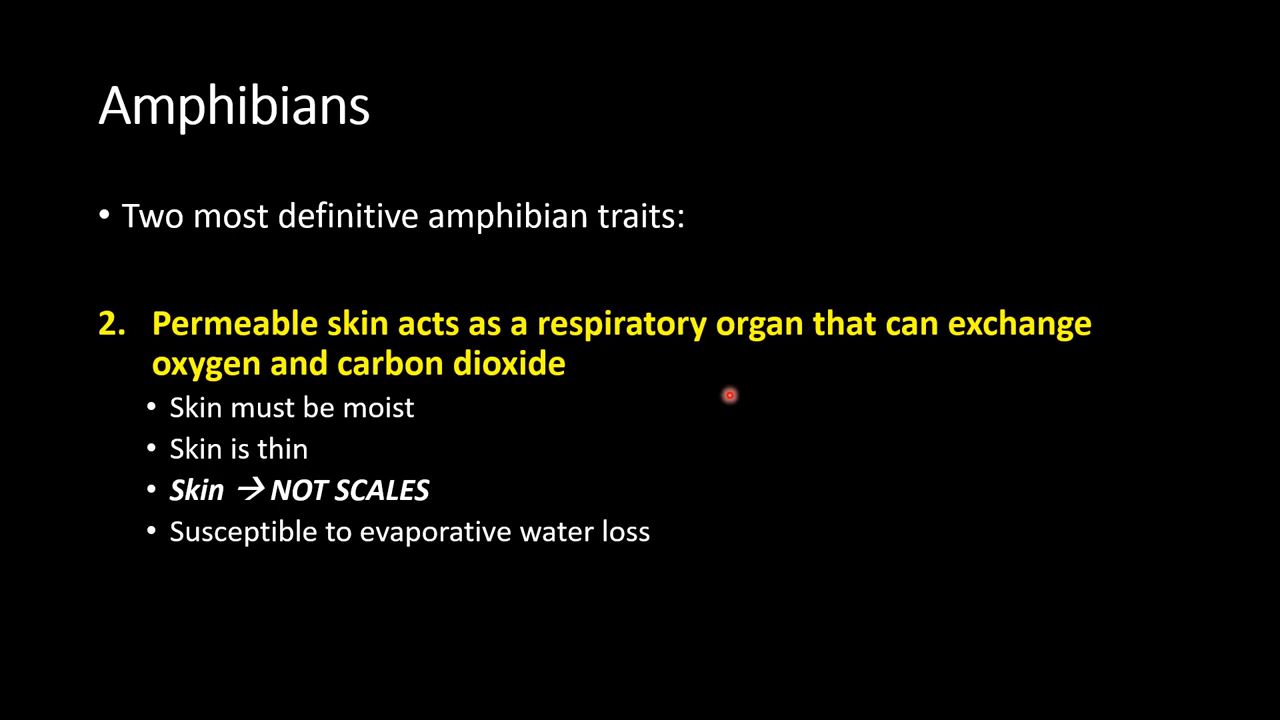 Amphibians
• Two most definitive amphibian traits:
2. Permeable skin acts as a respiratory organ that can exchange
oxygen and carbon dioxide
• Skin must be moist
• Skin is thin
• Skin → NOT SCALES
• Susceptible to evaporative water loss